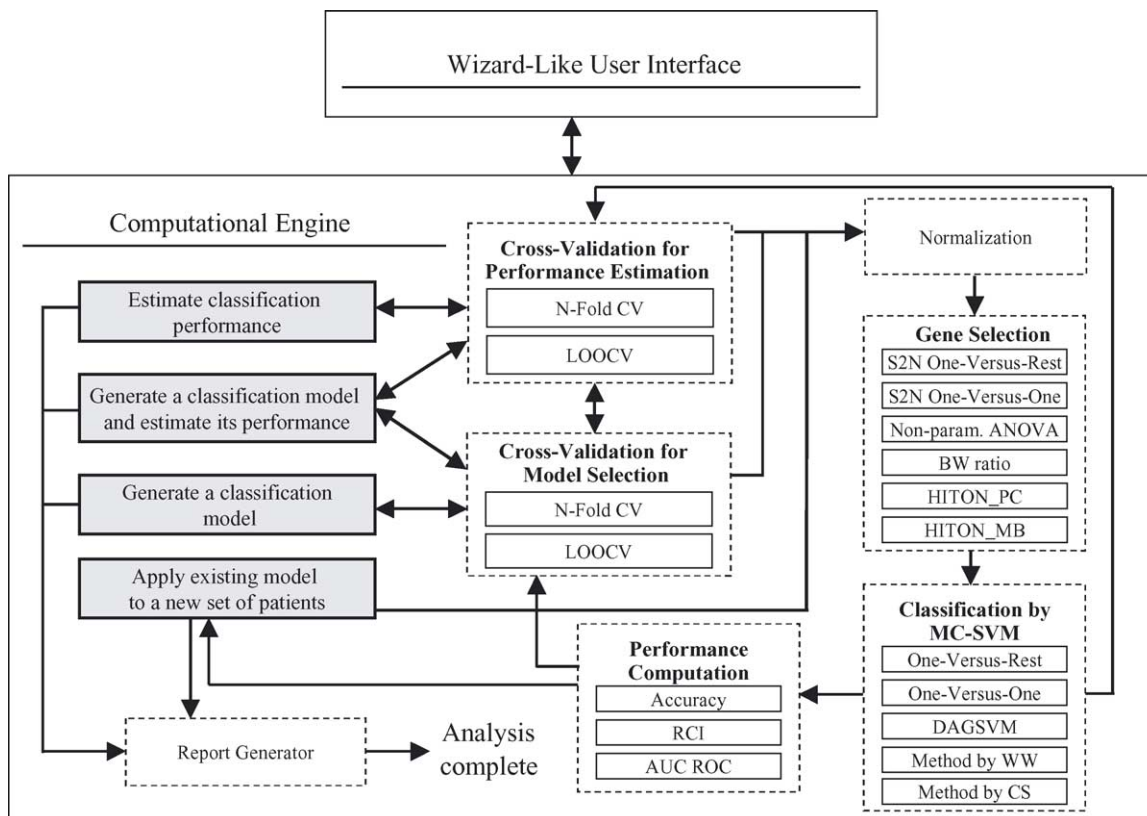 Wizard-Like User Interface
Computational Engine
Estimate classification
performance
Generate a classification model
and estimate its performance
Generate a classification
model
Apply existing model
to a new set of patients
Report Generator
Analysis
complete
Cross-Validation for
Performance Estimation
N-Fold CV
LOOCV
Cross-Validation for
Model Selection
N-Fold CV
LOOCV
Performance
Computation
Accuracy
RCI
AUC ROC
Normalization
Gene Selection
S2N One-Versus-Rest
S2N One-Versus-One
Non-param. ANOVA
BW ratio
HITON_PC
HITON_MB
Classification by
MC-SVM
One-Versus-Rest
One-Versus-One
DAGSVM
Method by WW
Method by CS